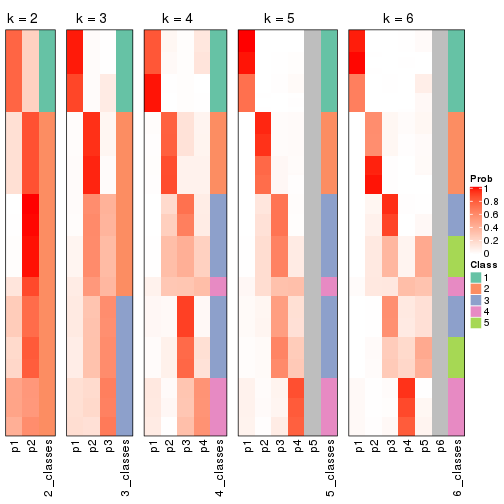 k = 2
k = 3
k = 4
k = 5
k = 6
p1
p2
2_classes
p1
p2
p3
3_classes
p1
p2
p3
p4
4_classes
p1
p2
p3
p4
p5
5_classes
p1
p2
p3
p4
p5
p6
6_classes
Prob
1
0.8
0.6
0.4
0.2
0
Class
1
2
3
4
5